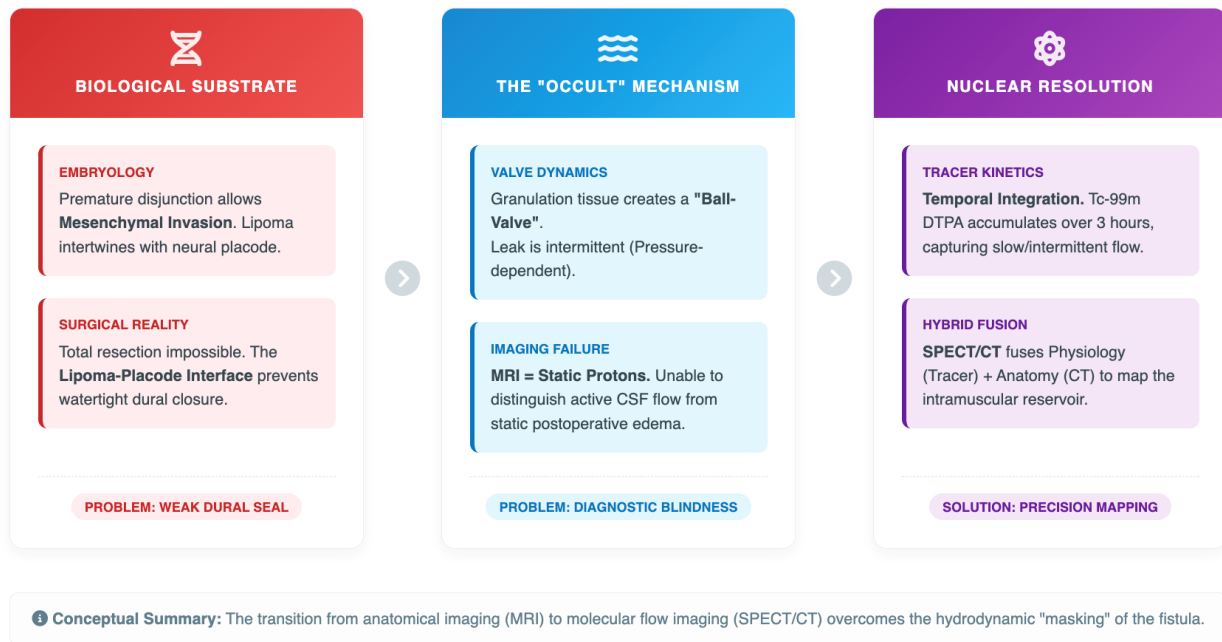 BIOLOGICAL SUBSTRATE
EMBRYOLOGY
Premature disjunction allows
Mesenchymal Invasion. Lipoma
intertwines with neural placode.
SURGICAL REALITY
Total resection impossible. The
Lipoma-Placode Interface prevents
watertight dural closure.
PROBLEM: WEAK DURAL SEAL
THE "OCCULT" MECHANISM
VALVE DYNAMICS
Granulation tissue creates a "Ball-
Valve".
Leak is intermittent (Pressure-
dependent).
IMAGING FAILURE
MRI = Static Protons. Unable to
distinguish active CSF flow from
static postoperative edema.
PROBLEM: DIAGNOSTIC BLINDNESS
NUCLEAR RESOLUTION
TRACER KINETICS
Temporal Integration. Tc-99m
DTPA accumulates over 3 hours,
capturing slow/intermittent flow.
HYBRID FUSION
SPECT/CT fuses Physiology
(Tracer) + Anatomy (CT) to map the
intramuscular reservoir.
SOLUTION: PRECISION MAPPING
Conceptual Summary: The transition from anatomical imaging (MRI) to molecular flow imaging (SPECT/CT) overcomes the hydrodynamic "masking" of the fistula.